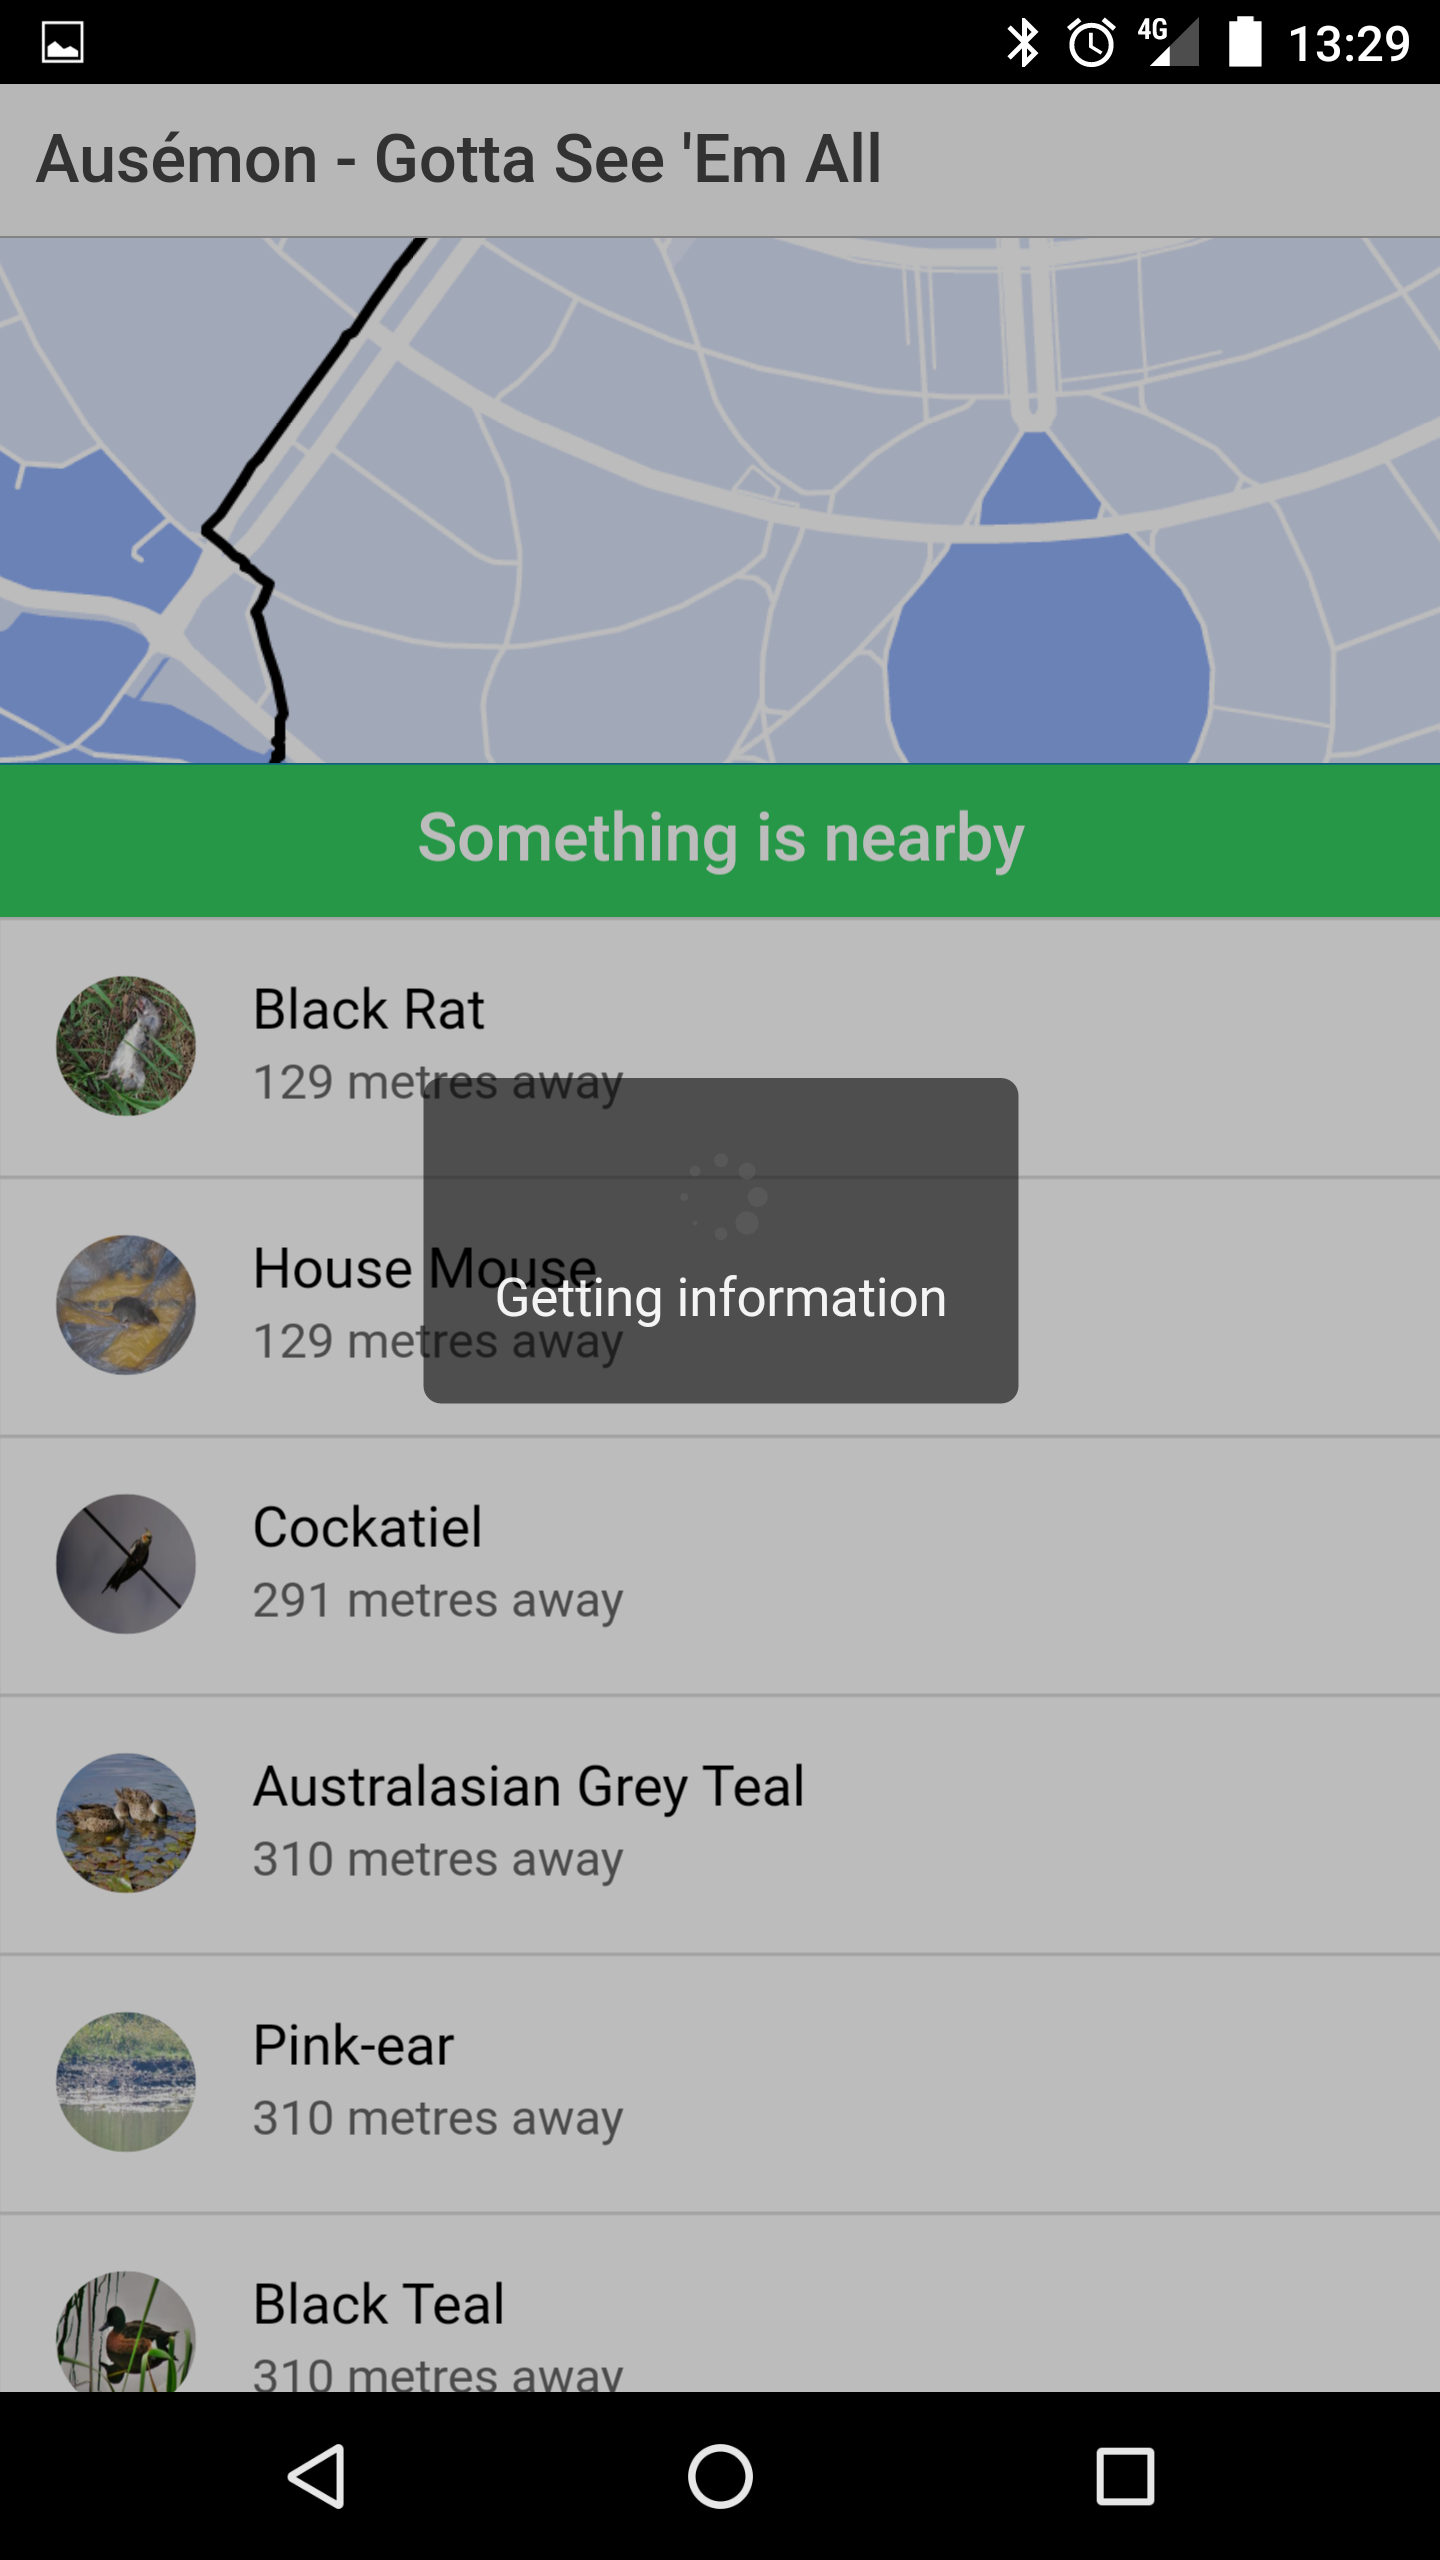 4G 13:29
Ausémon - Gotta See 'Em All
Something is nearby
Black Rat
129 metres away
House Mouse
129 metres away
Getting information
Cockatiel
291 metres away
Australasian Grey Teal
310 metres away
Pink-ear
310 metres away
Black Teal
310 metres away